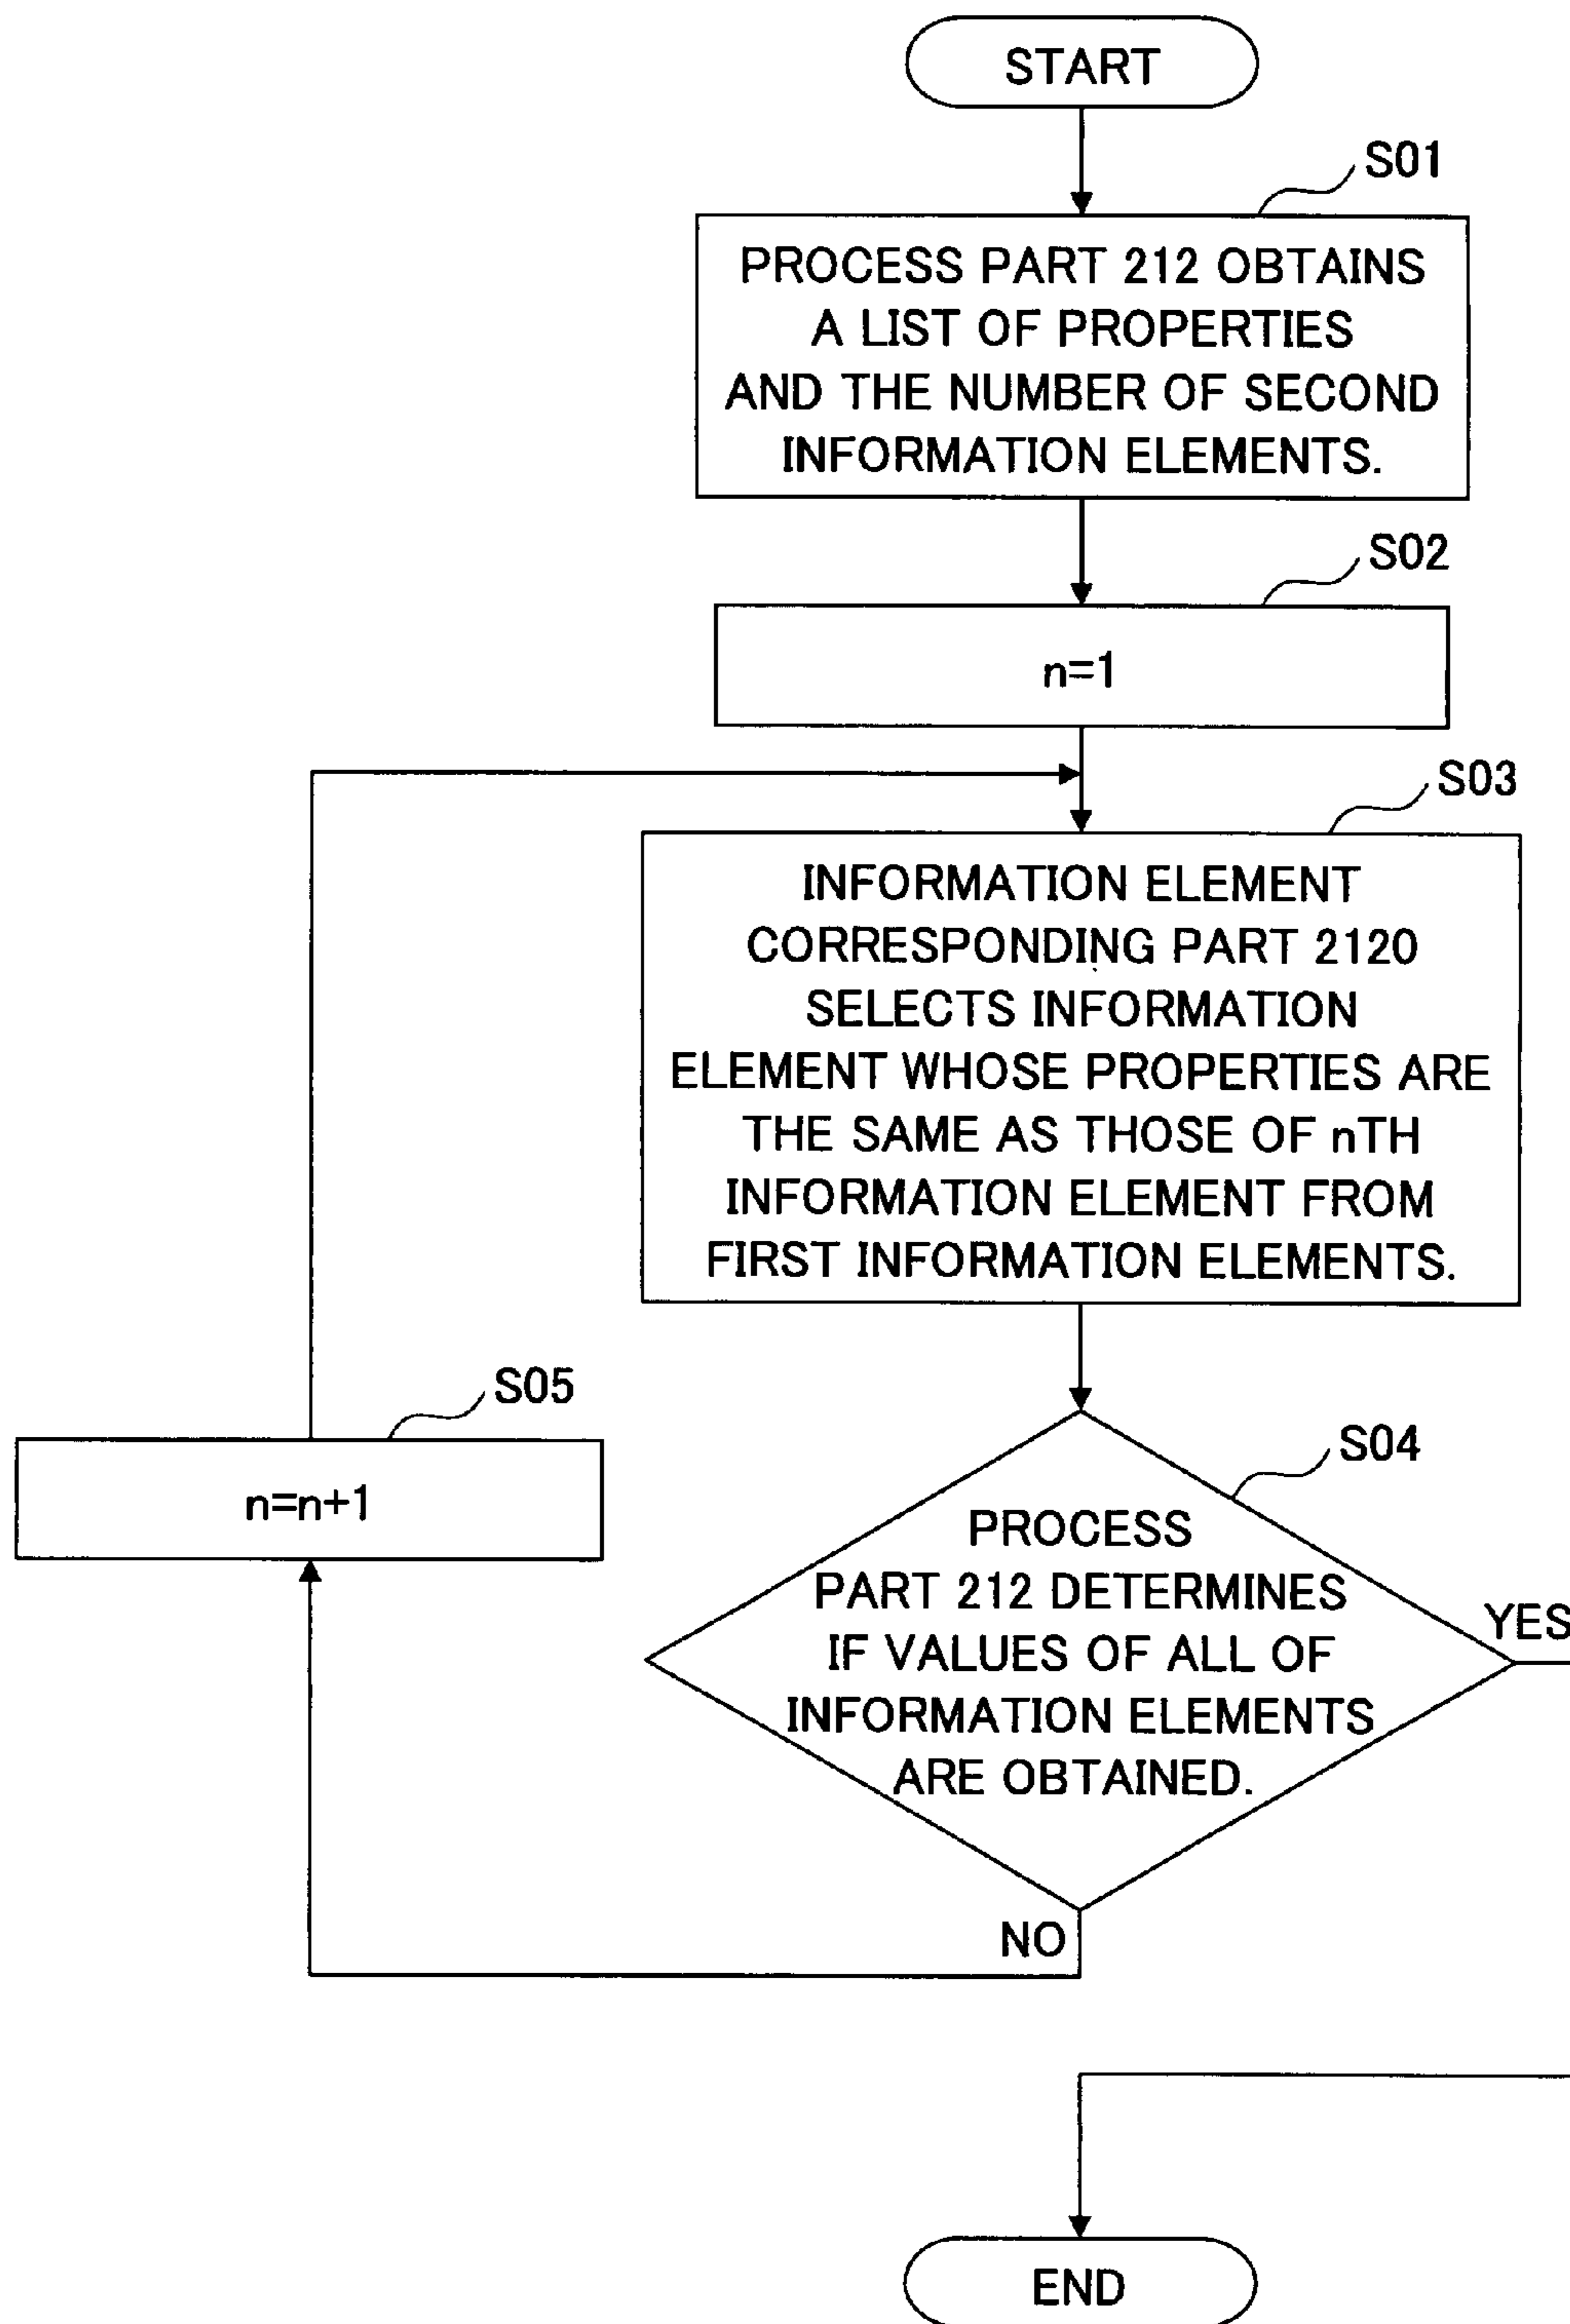 START
S01
PROCESS PART 212 OBTAINS
A LIST OF PROPERTIES
AND THE NUMBER OF SECOND
INFORMATION ELEMENTS.
S02
n=1
S03
INFORMATION ELEMENT
CORRESPONDING PART 2120
SELECTS INFORMATION
ELEMENT WHOSE PROPERTIES ARE
THE SAME AS THOSE OF nTH
INFORMATION ELEMENT FROM
FIRST INFORMATION ELEMENTS.
S05
n=n+1
S04
PROCESS
PART 212 DETERMINES
IF VALUES OF ALL OF
INFORMATION ELEMENTS
ARE OBTAINED.
YES
NO
END